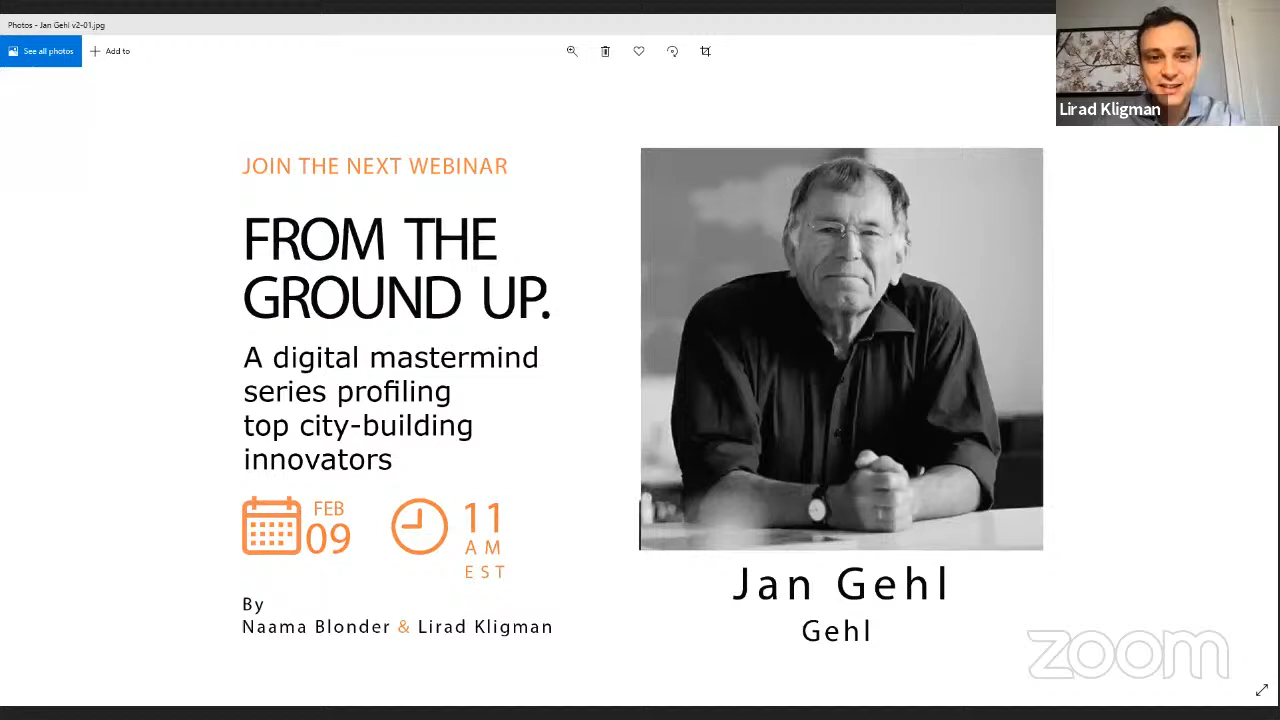 Photos - Jan Gehl v2-01.jpg
See all photos
Add to
Lirad Kligman
JOIN THE NEXT WEBINAR
FROM THE
GROUND UP.
A digital mastermind
series profiling
top city-building
innovators
FEB
09
11
AM
EST
By
Naama Blonder & Lirad Kligman
Jan Gehl
Gehl
zoom